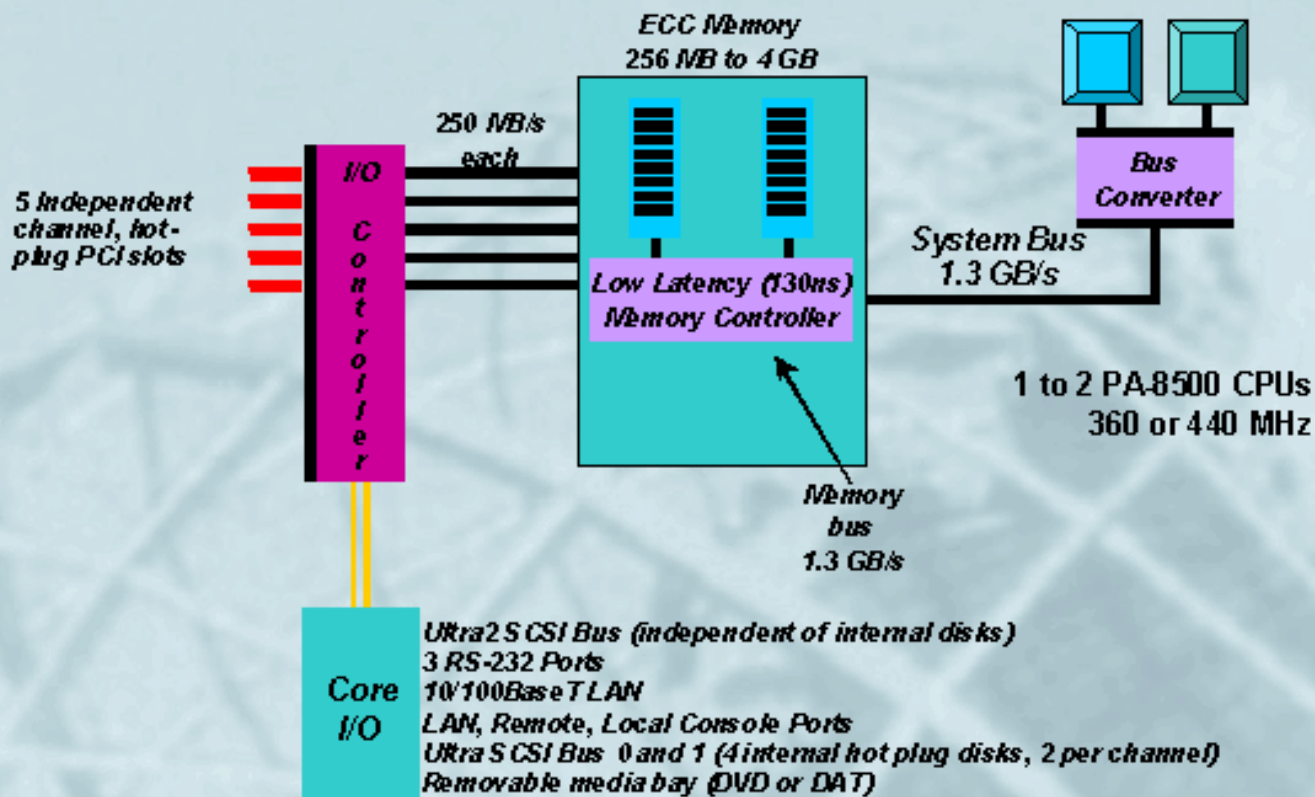 ECC Memory
256 MB to 4 GB
250 MB/s
each
I/O
Controller
5 independent
channel, hot-
plug PCI slots
Bus
Converter
System Bus
1.3 GB/s
Low Latency (130ns)
Memory Controller
1 to 2 PA-8500 CPUs
360 or 440 MHz
Memory
bus
1.3 GB/s
Core
I/O
Ultra2 SCSI Bus (independent of internal disks)
3 RS-232 Ports
10/100BaseT LAN
LAN, Remote, Local Console Ports
Ultra SCSI Bus 0 and 1 (4 internal hot plug disks, 2 per channel)
Removable media bay (DVD or DAT)